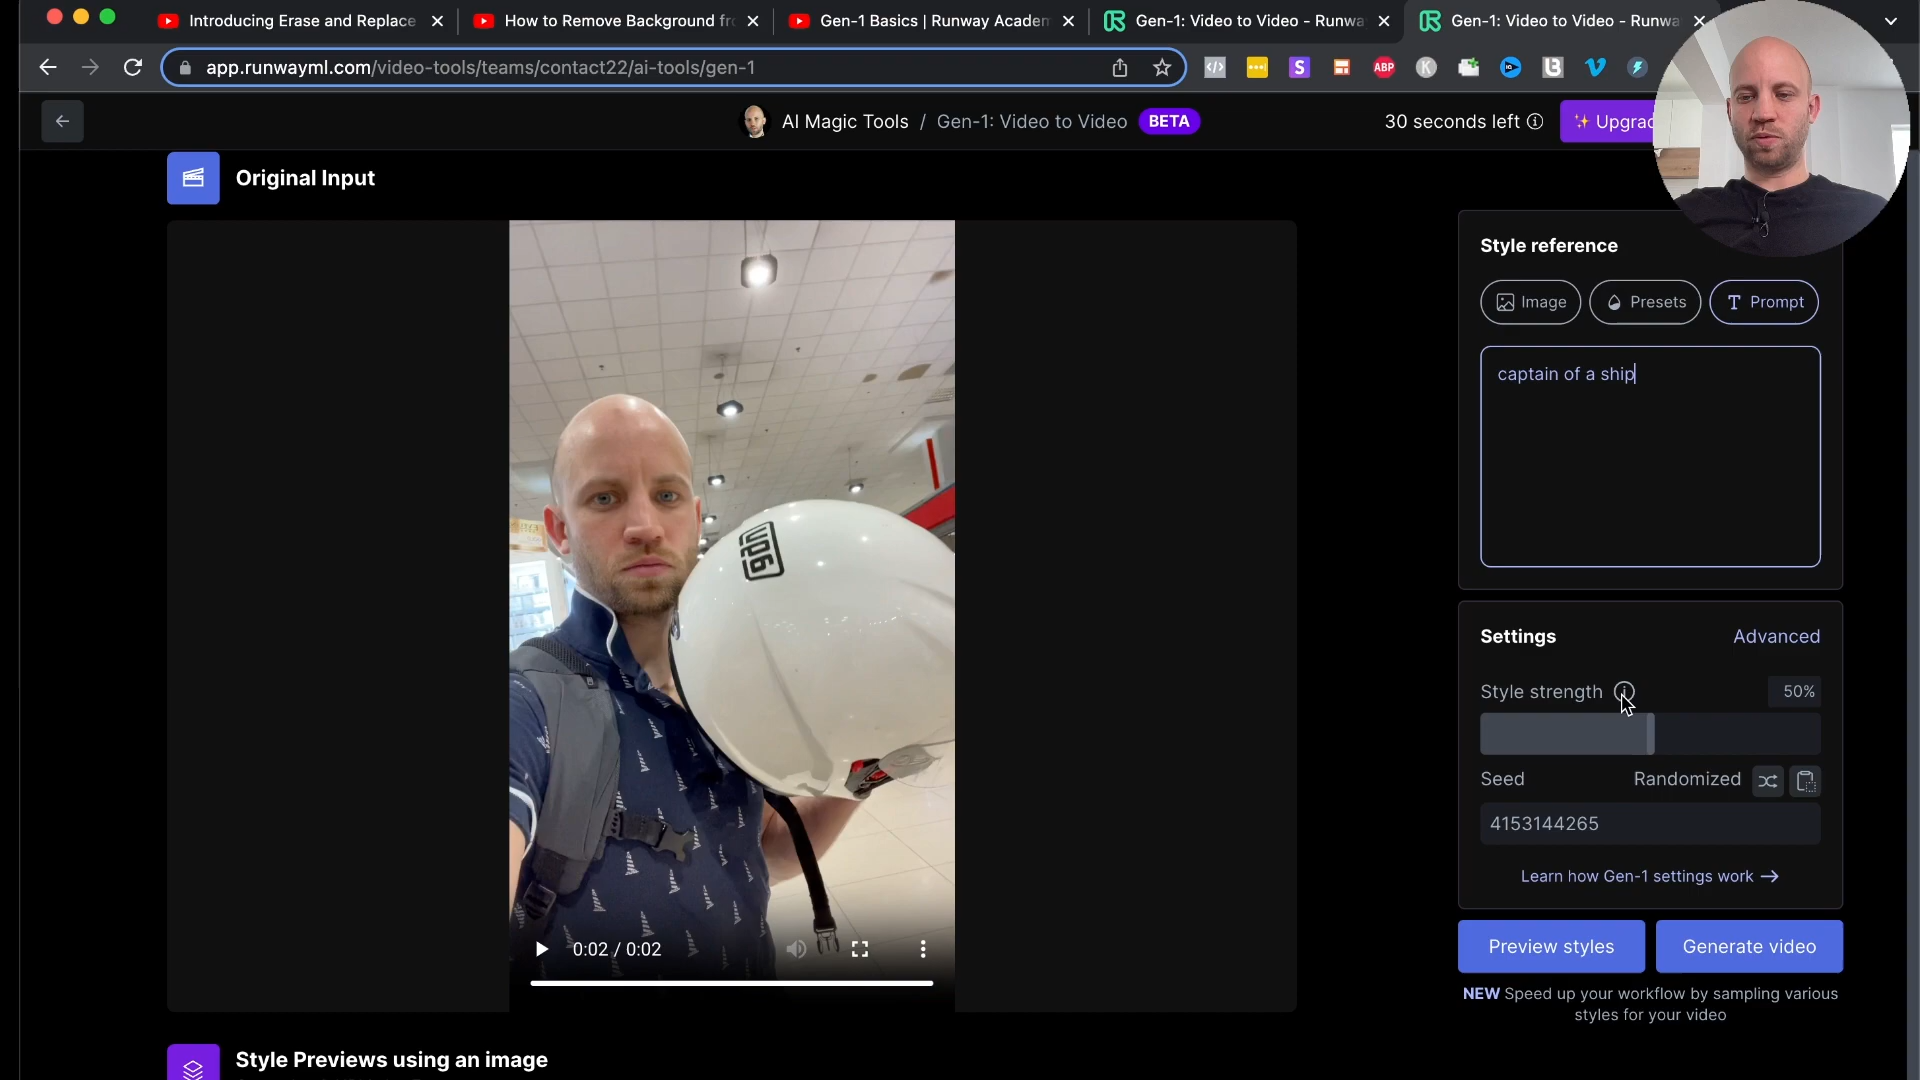 Introducing Erase and Replace
How to Remove Background fr
Gen-1 Basics | Runway Academ
Gen-1: Video to Video - Runwa
Gen-1: Video to Video - Runwa
app.runwayml.com/video-tools/teams/contact22/ai-tools/gen-1
ABP
AI Magic Tools / Gen-1: Video to Video BETA
30 seconds left
Upgrad
Original Input
Style reference
Image
Presets
Prompt
captain of a ship
Settings
Advanced
Style strength
50%
Seed
Randomized
4153144265
Learn how Gen-1 settings work →
0:02 / 0:02
Preview styles
Generate video
NEW Speed up your workflow by sampling various
styles for your video
Style Previews using an image